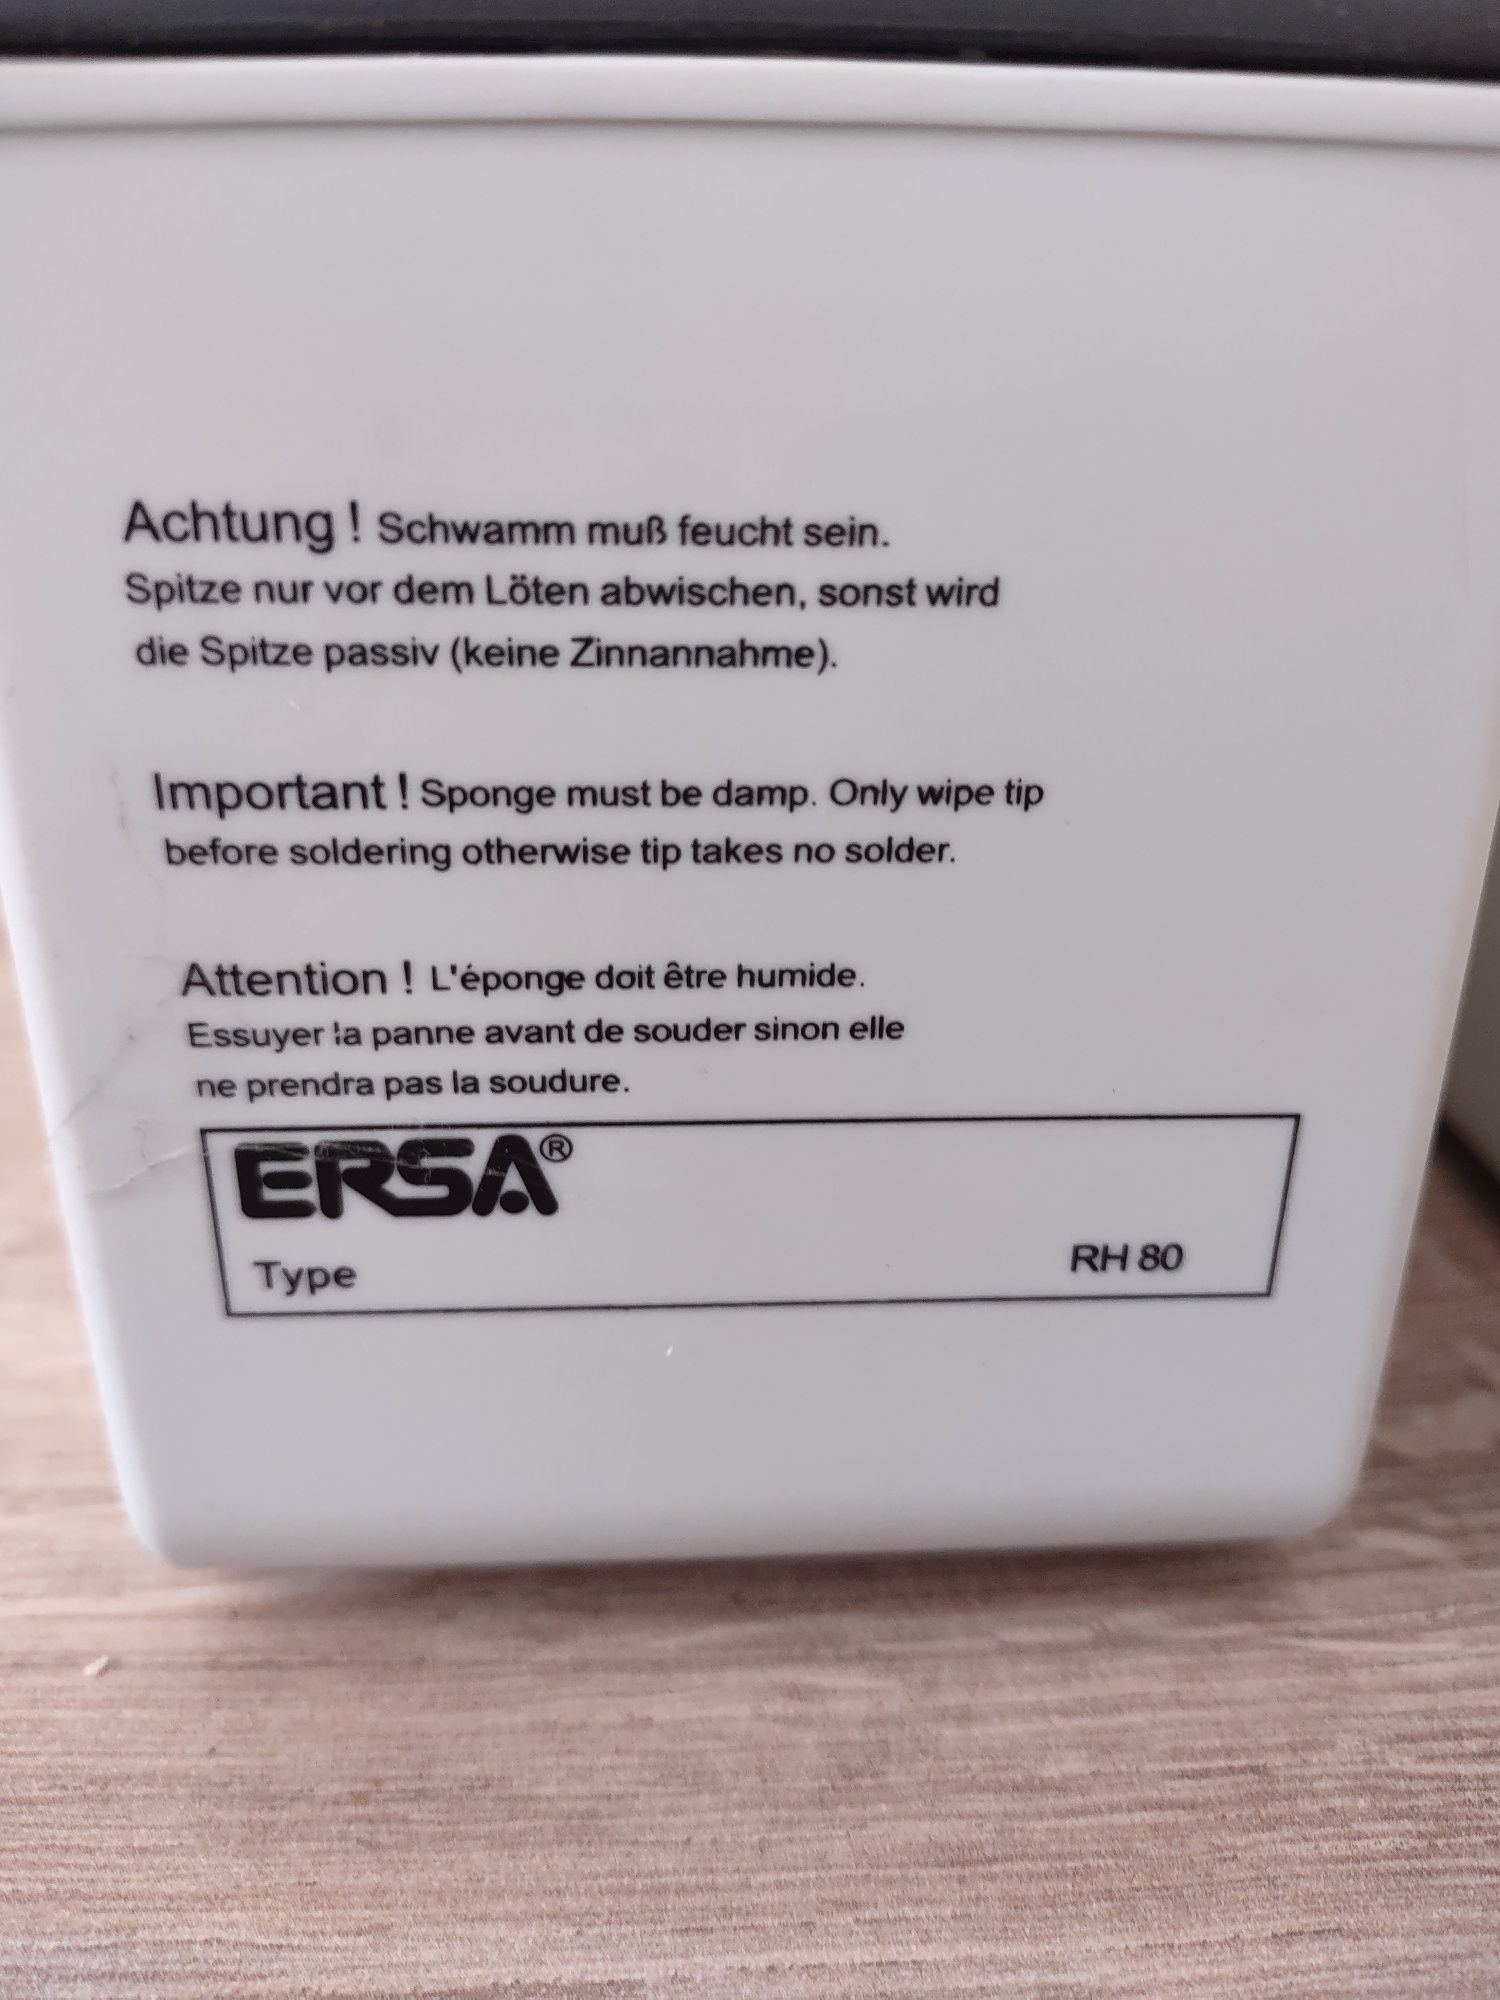 Achtung ! Schwamm muß feucht sein.
Spitze nur vor dem Löten abwischen, sonst wird
die Spitze passiv (keine Zinnannahme).
Important ! Sponge must be damp. Only wipe tip
before soldering otherwise tip takes no solder.
Attention ! L'éponge doit être humide.
Essuyer la panne avant de souder sinon elle
ne prendra pas la soudure.
ERSA®
Type RH 80